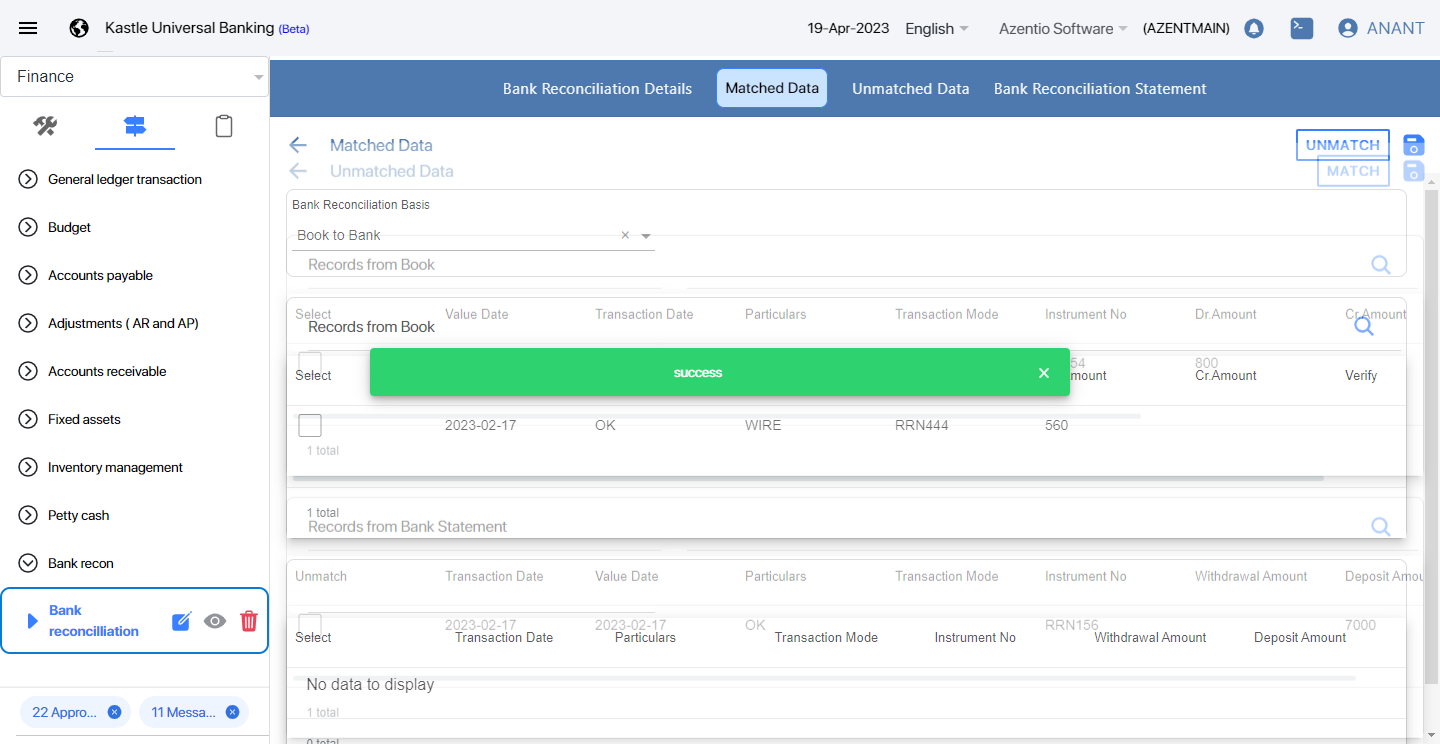 Kastle Universal Banking (Beta)
19-Apr-2023 English Azentio Software (AZENTMAIN) ANANT
Finance
Bank Reconciliation Details Matched Data Unmatched Data Bank Reconciliation Statement
General ledger transaction
Budget
Accounts payable
Adjustments ( AR and AP)
Accounts receivable
Fixed assets
Inventory management
Petty cash
Bank recon
Bank
reconcilliation
22 Appro... 11 Messa...
Matched Data UNMATCH
Unmatched Data MATCH
Bank Reconciliation Basis
Book to Bank
Records from Book
Select Value Date Transaction Date Particulars Transaction Mode Instrument No Dr.Amount Cr.Amount
Records from Book
54 800
success
Select mount Cr.Amount Verify
2023-02-17 OK WIRE RRN444 560
1 total
1 total
Records from Bank Statement
Unmatch Transaction Date Value Date Particulars Transaction Mode Instrument No Withdrawal Amount Deposit Amou
2023-02-17 2023-02-17 OK RRN156 7000
Select Transaction Date Particulars Transaction Mode Instrument No Withdrawal Amount Deposit Amount
No data to display
1 total
0 total